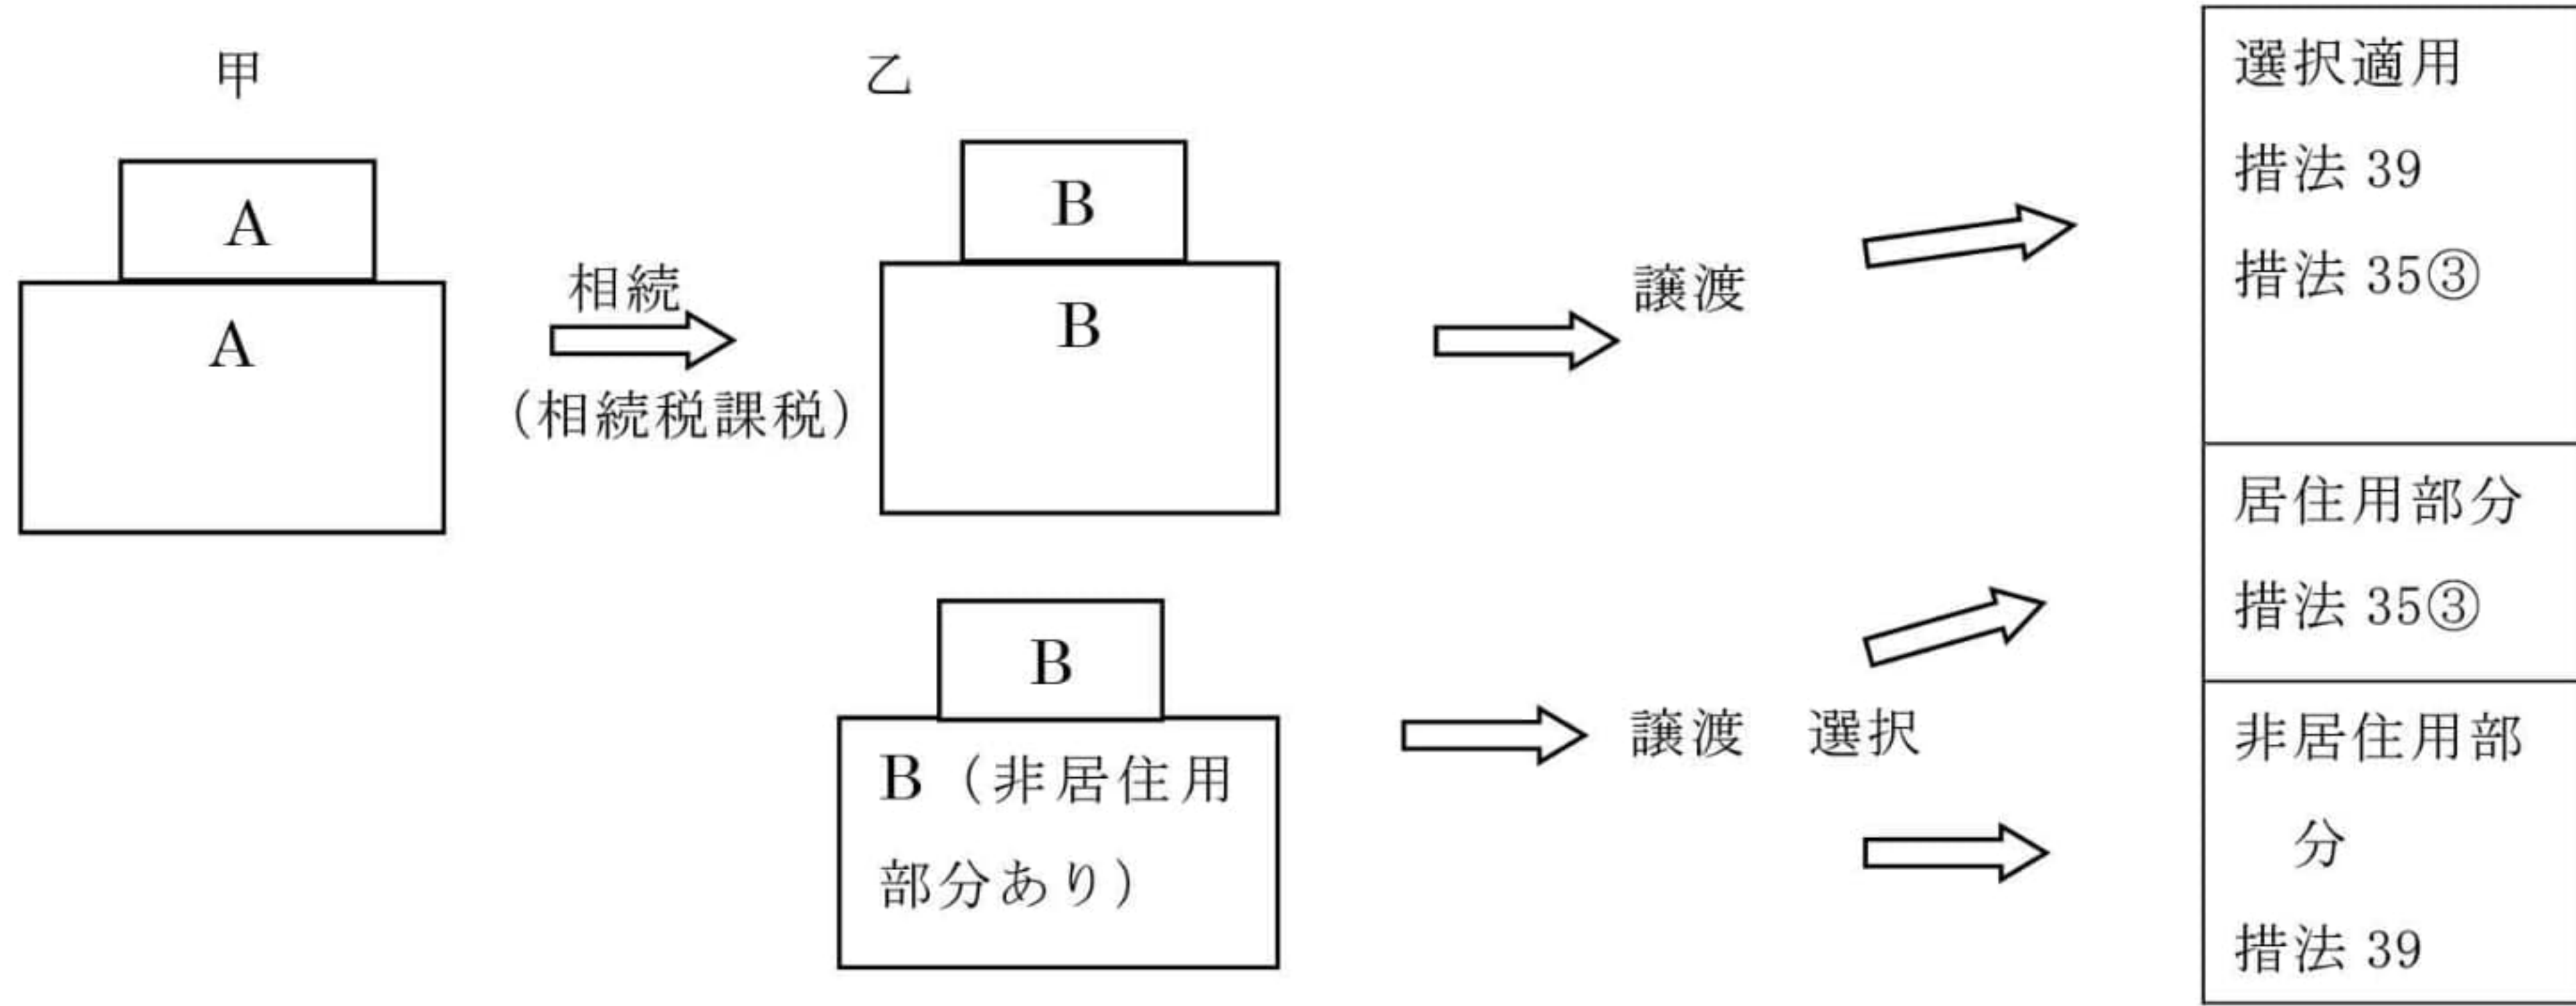 甲
A
A
相続
（相続税課税）
乙
B
B
譲渡
選択適用
措法 39
措法 35③
B
B（非居住用
部分あり）
譲渡　選択
居住用部分
措法 35③
非居住用部
分
措法 39